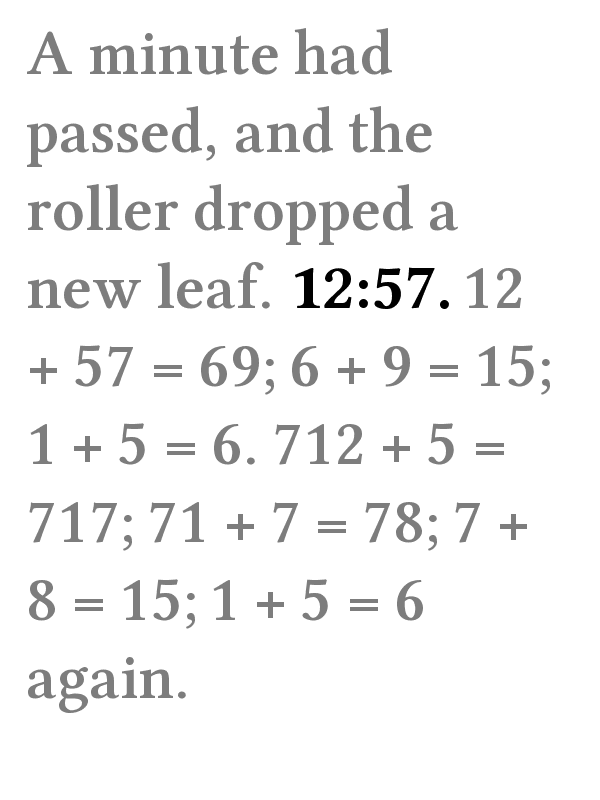 A minute had
passed, and the
roller dropped a
new leaf. 12:57. 12
+ 57 = 69; 6 + 9 = 15;
1 + 5 = 6. 712 + 5 =
717; 71 + 7 = 78; 7 +
8 = 15; 1 + 5 = 6
again.